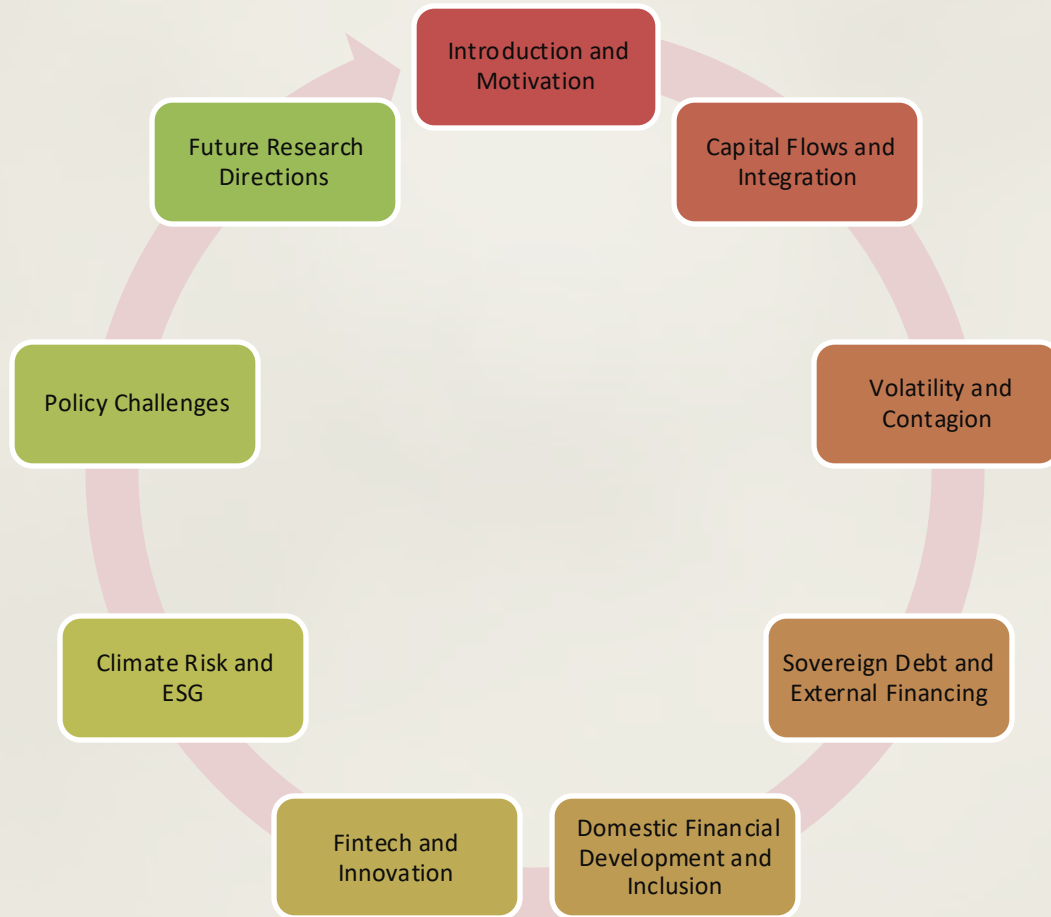 Introduction and
Motivation
Capital Flows and
Integration
Volatility and
Contagion
Sovereign Debt and
External Financing
Domestic Financial
Development and
Inclusion
Fintech and
Innovation
Climate Risk and
ESG
Policy Challenges
Future Research
Directions